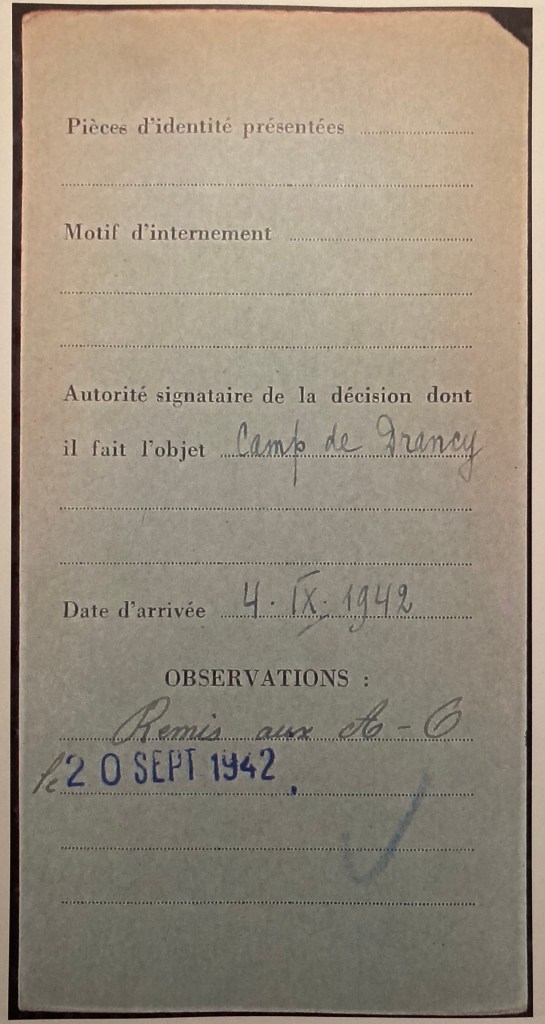 Pièces d'identité présentées
Motif d'internement
Autorité signataire de la décision dont
il fait l'objet Camp de Drancy
Date d'arrivée 4. IX. 1942
OBSERVATIONS :
Remis aux A-O
le 20 SEPT 1942.